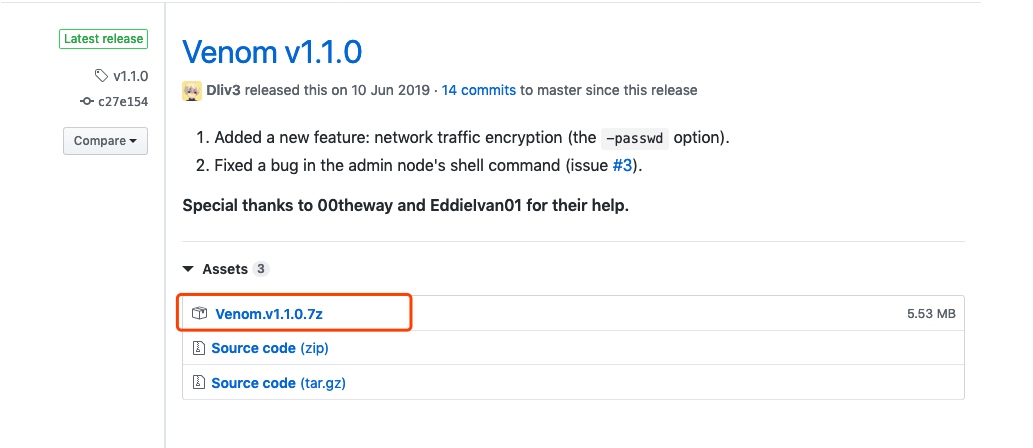 Latest release
v1.1.0
c27e154
Compare
Venom v1.1.0
Dliv3 released this on 10 Jun 2019 · 14 commits to master since this release
1. Added a new feature: network traffic encryption (the -passwd option).
2. Fixed a bug in the admin node's shell command (issue #3).
Special thanks to 00theway and EddieIvan01 for their help.
Assets 3
Venom.v1.1.0.7z 5.53 MB
Source code (zip)
Source code (tar.gz)